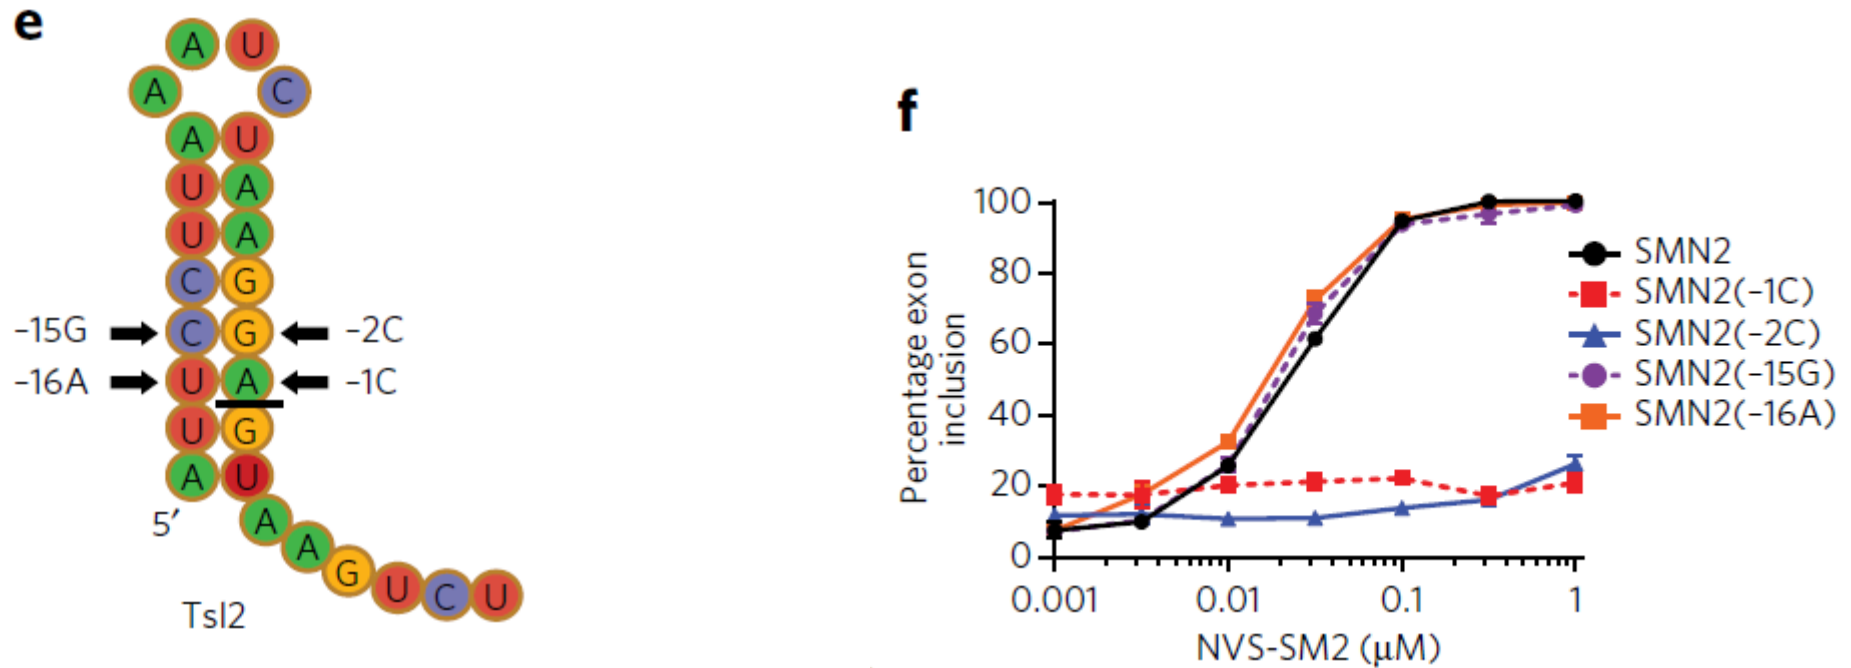 e
A U
A C
A U
U A
U A
C G
-15G C G -2C
-16A U A -1C
U G
A U
5′
A
A
G
U
C
U
Tsl2
f
Percentage exon
inclusion
100
80
60
40
20
0
0.001 0.01 0.1 1
NVS-SM2 (μM)
SMN2
SMN2(-1C)
SMN2(-2C)
SMN2(-15G)
SMN2(-16A)